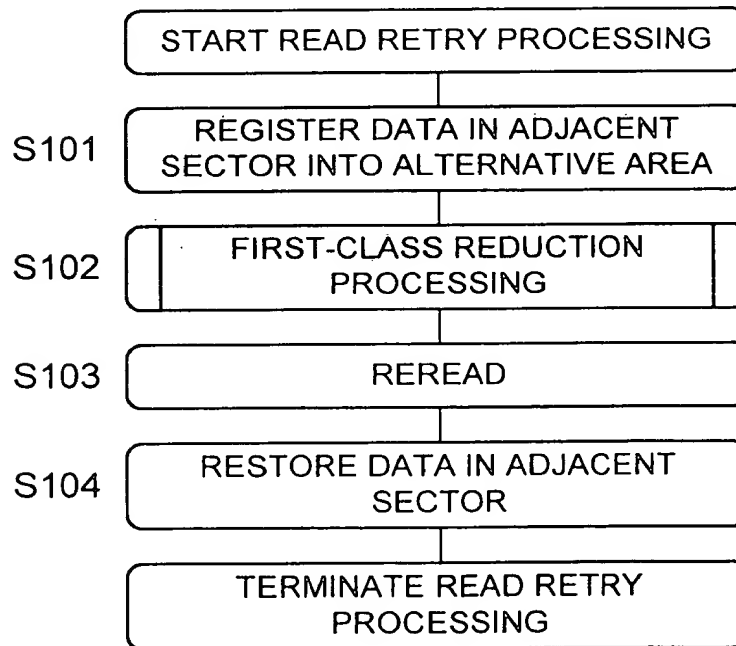 START READ RETRY PROCESSING
S101
REGISTER DATA IN ADJACENT
SECTOR INTO ALTERNATIVE AREA
S102
FIRST-CLASS REDUCTION
PROCESSING
S103
REREAD
S104
RESTORE DATA IN ADJACENT
SECTOR
TERMINATE READ RETRY
PROCESSING